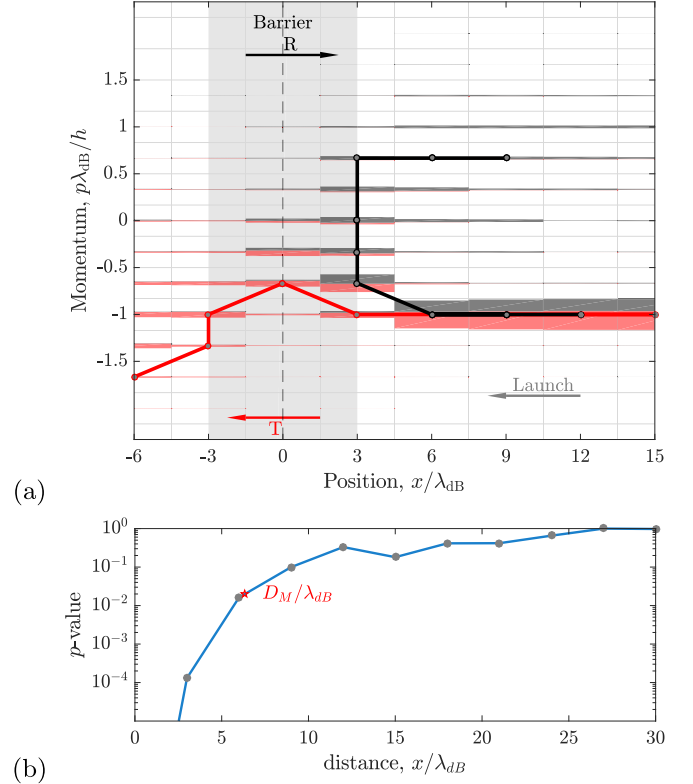 Barrier
R
Momentum, pλ_dB/h
1.5
1
0.5
0
-0.5
-1
-1.5
Launch
T
-6 -3 0 3 6 9 12 15
Position, x/λ_dB
(a)
10^0
10^-1
10^-2
10^-3
10^-4
p-value
D_M/λ_dB
0 5 10 15 20 25 30
distance, x/λ_dB
(b)